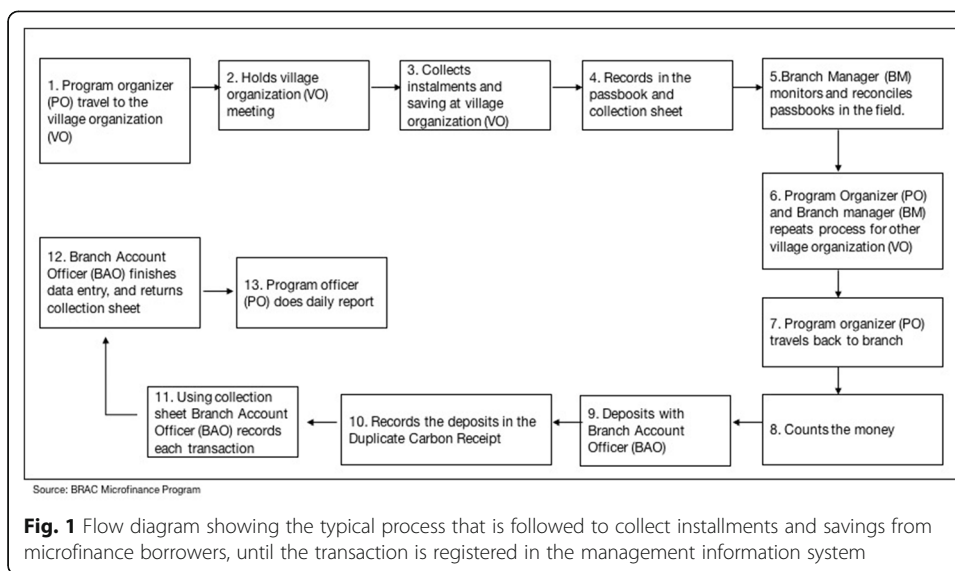 1. Program organizer
(PO) travel to the
village organization
(VO)
2. Holds village
organization (VO)
meeting
3. Collects
instalments and
saving at village
organization (VO)
4. Records in the
passbook and
collection sheet
5.Branch Manager (BM)
monitors and reconciles
passbooks in the field.
6. Program Organizer (PO)
and Branch manager (BM)
repeats process for other
village organization (VO)
7. Program organizer (PO)
travels back to branch
8. Counts the money
9. Deposits with
Branch Account
Officer (BAO)
10. Records the deposits in the
Duplicate Carbon Receipt
11. Using collection
sheet Branch Account
Officer (BAO) records
each transaction
12. Branch Account
Officer (BAO) finishes
data entry, and returns
collection sheet
13. Program officer
(PO) does daily report
Source: BRAC Microfinance Program
Fig. 1 Flow diagram showing the typical process that is followed to collect installments and savings from
microfinance borrowers, until the transaction is registered in the management information system